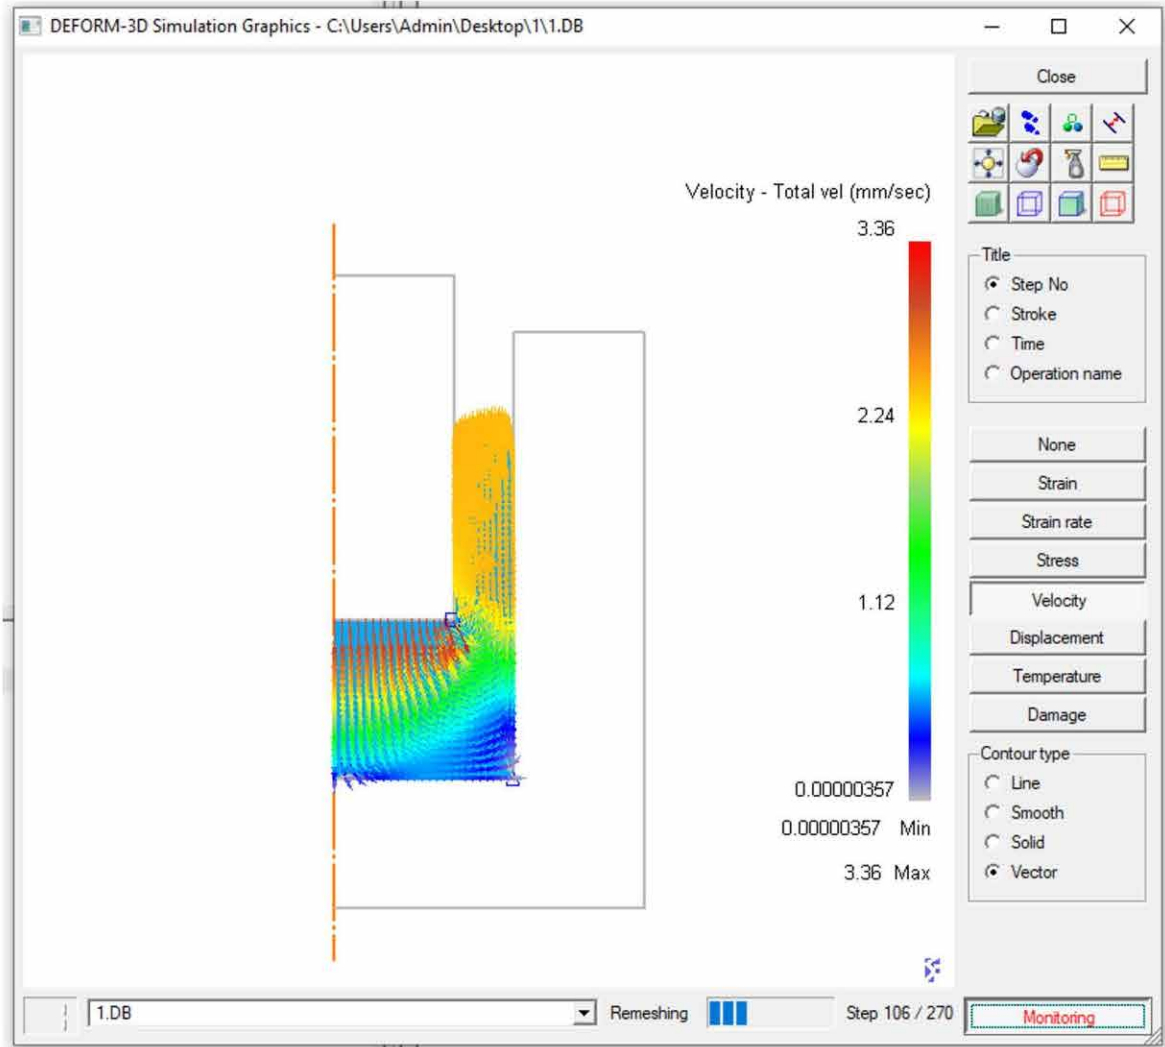 DEFORM-3D Simulation Graphics - C:\Users\Admin\Desktop\1\1.DB
Close
Velocity - Total vel (mm/sec)
3.36
2.24
1.12
0.00000357
0.00000357 Min
3.36 Max
Title
Step No
Stroke
Time
Operation name
None
Strain
Strain rate
Stress
Velocity
Displacement
Temperature
Damage
Contour type
Line
Smooth
Solid
Vector
1.DB
Remeshing
Step 106 / 270
Monitoring